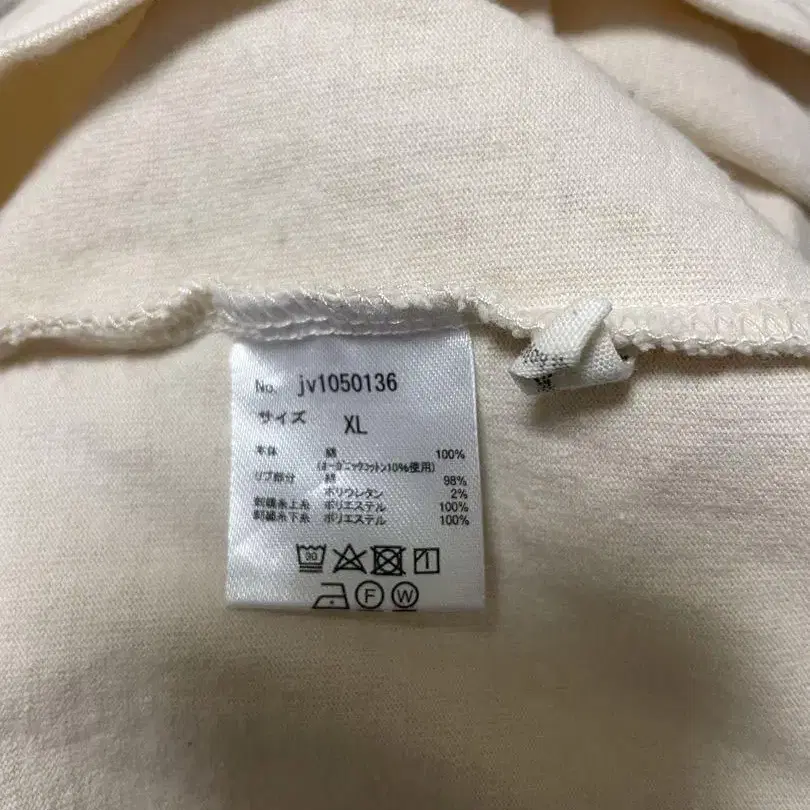 No. jv1050136
サイズ XL
本体 綿 100%
(オーガニックコットン10%使用)
リブ部分 綿 98%
ポリウレタン 2%
刺繍糸上糸 ポリエステル 100%
刺繍糸下糸 ポリエステル 100%
F W